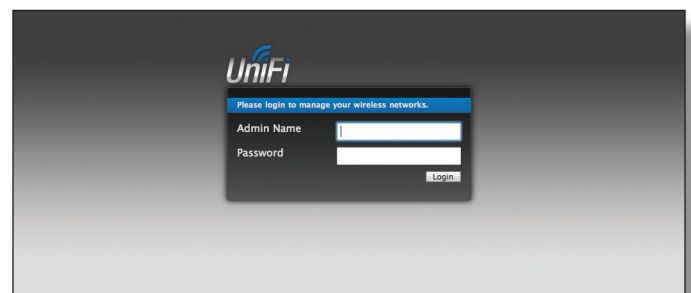 UniFi
Please login to manage your wireless networks.
Admin Name
Password
Login